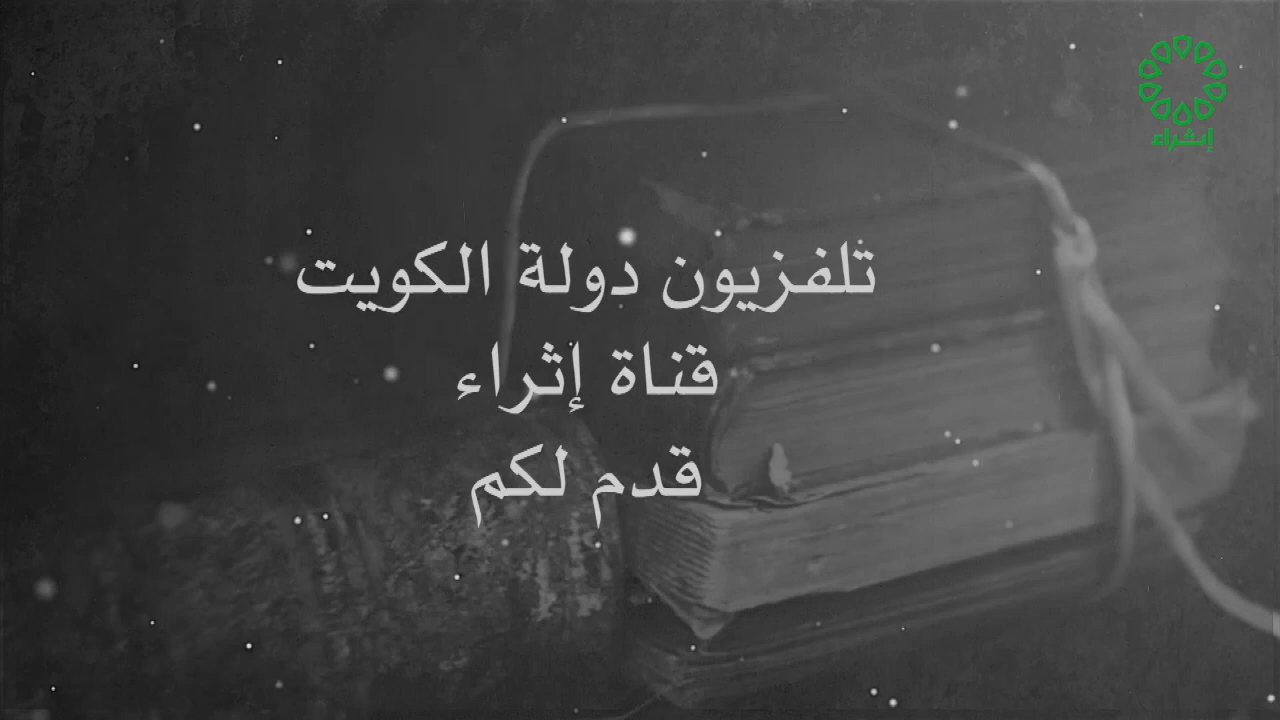 إثراء
تلفزيون دولة الكويت
قناة إثراء
قدم لكم